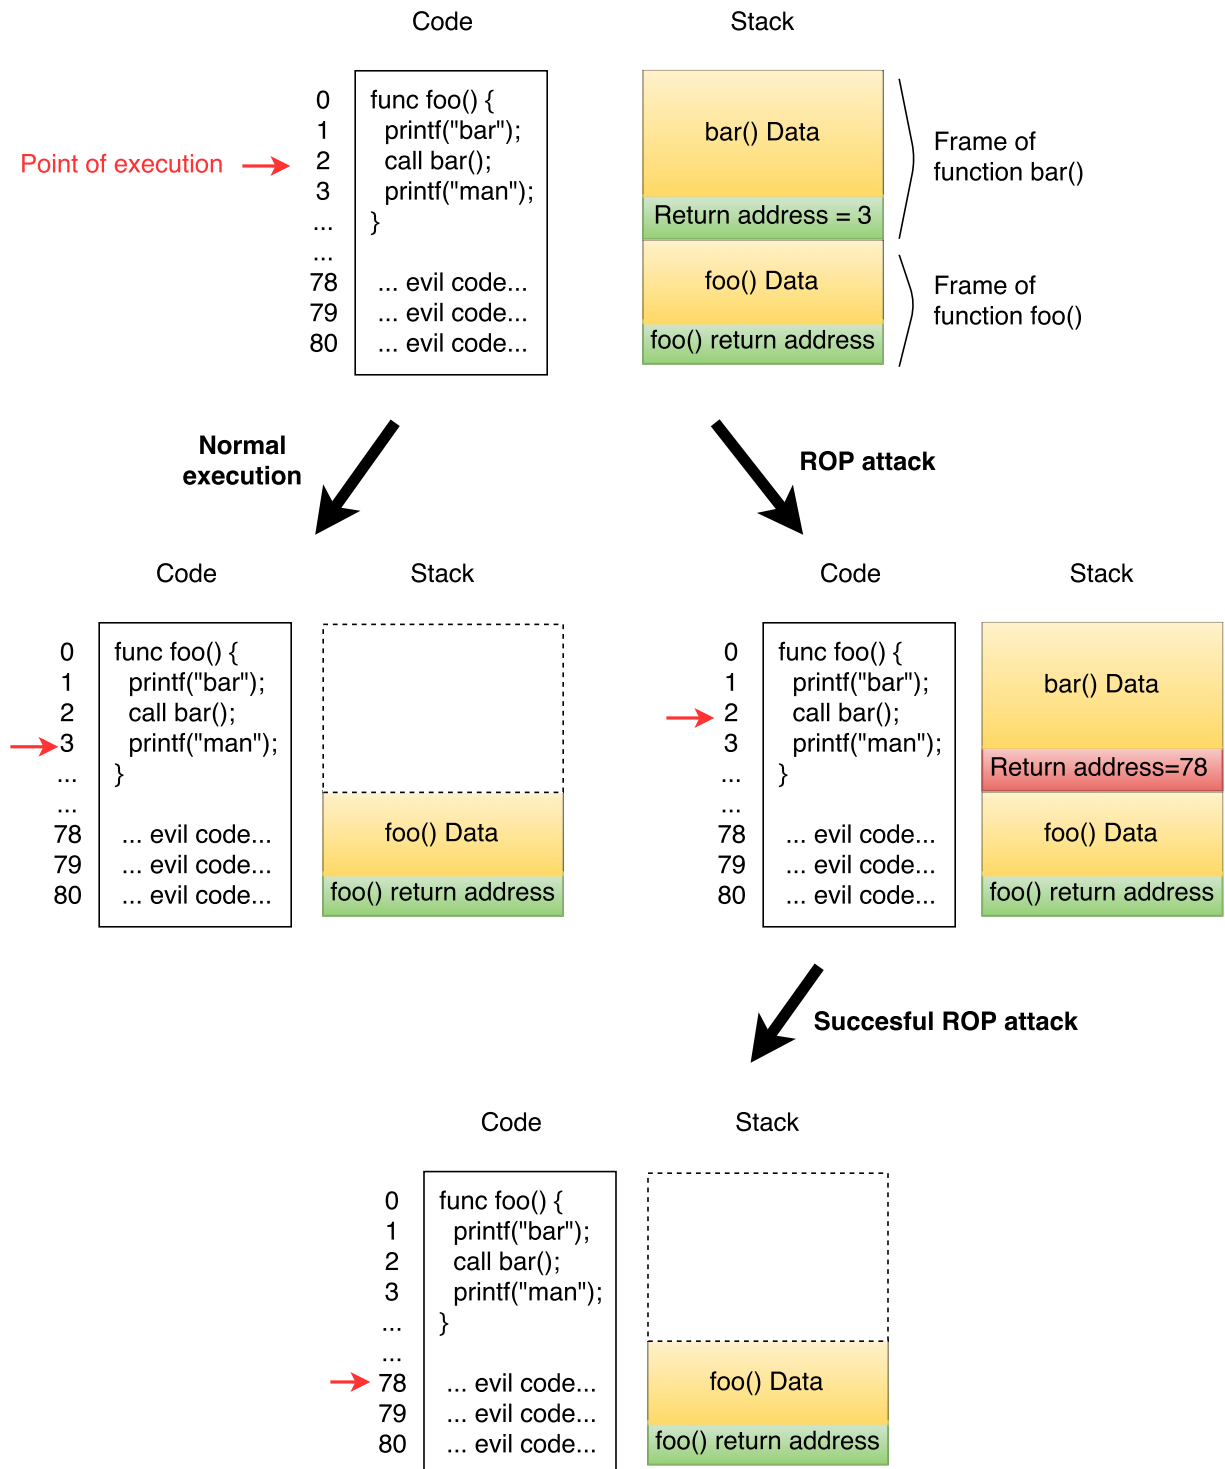 Code
Stack
0 func foo() {
1 printf("bar");
Point of execution 2 call bar();
3 printf("man");
... }
...
78 ... evil code...
79 ... evil code...
80 ... evil code...
bar() Data
Return address = 3
foo() Data
foo() return address
Frame of
function bar()
Frame of
function foo()
Normal
execution
ROP attack
Code
Stack
0 func foo() {
1 printf("bar");
2 call bar();
3 printf("man");
... }
...
78 ... evil code...
79 ... evil code...
80 ... evil code...
foo() Data
foo() return address
Code
Stack
0 func foo() {
1 printf("bar");
2 call bar();
3 printf("man");
... }
...
78 ... evil code...
79 ... evil code...
80 ... evil code...
bar() Data
Return address=78
foo() Data
foo() return address
Succesful ROP attack
Code
Stack
0 func foo() {
1 printf("bar");
2 call bar();
3 printf("man");
... }
...
78 ... evil code...
79 ... evil code...
80 ... evil code...
foo() Data
foo() return address